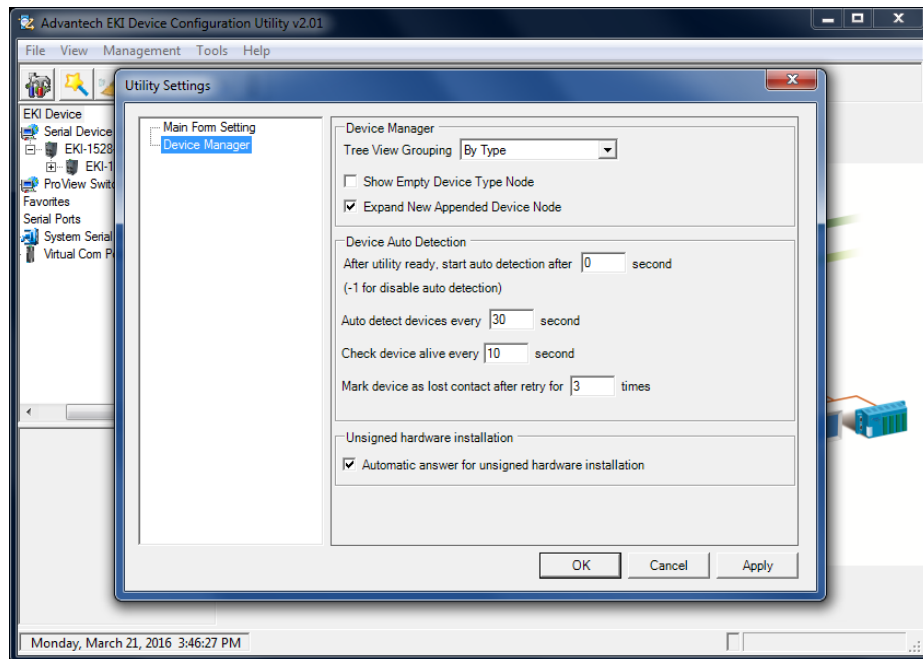 Advantech EKI Device Configuration Utility v2.01
File View Management Tools Help
Utility Settings
EKI Device
Serial Device
EKI-1528
EKI-1
ProView Swit
Favorites
Serial Ports
System Serial
Virtual Com P
Main Form Setting
Device Manager
Device Manager
Tree View Grouping By Type
Show Empty Device Type Node
Expand New Appended Device Node
Device Auto Detection
After utility ready, start auto detection after 0 second
(-1 for disable auto detection)
Auto detect devices every 30 second
Check device alive every 10 second
Mark device as lost contact after retry for 3 times
Unsigned hardware installation
Automatic answer for unsigned hardware installation
OK Cancel Apply
Monday, March 21, 2016 3:46:27 PM